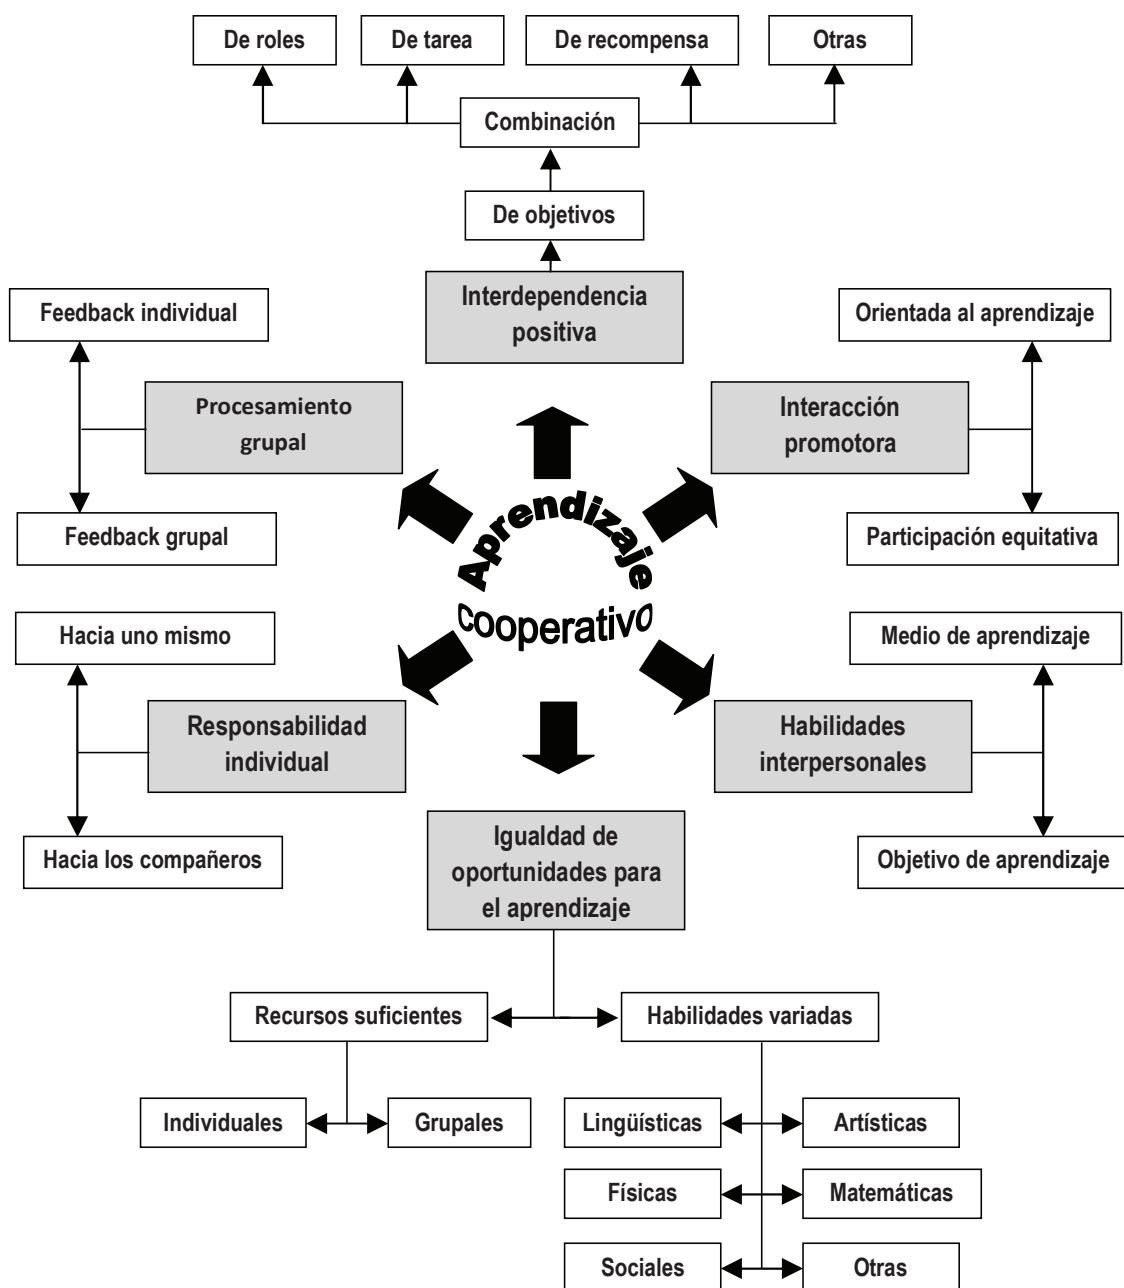 De roles
De tarea
De recompensa
Otras
Combinación
De objetivos
Interdependencia
positiva
Feedback individual
Orientada al aprendizaje
Procesamiento
grupal
Interacción
promotora
Feedback grupal
Participación equitativa
Aprendizaje
cooperativo
Hacia uno mismo
Medio de aprendizaje
Responsabilidad
individual
Habilidades
interpersonales
Hacia los compañeros
Objetivo de aprendizaje
Igualdad de
oportunidades para
el aprendizaje
Recursos suficientes
Habilidades variadas
Individuales
Grupales
Lingüísticas
Artísticas
Físicas
Matemáticas
Sociales
Otras